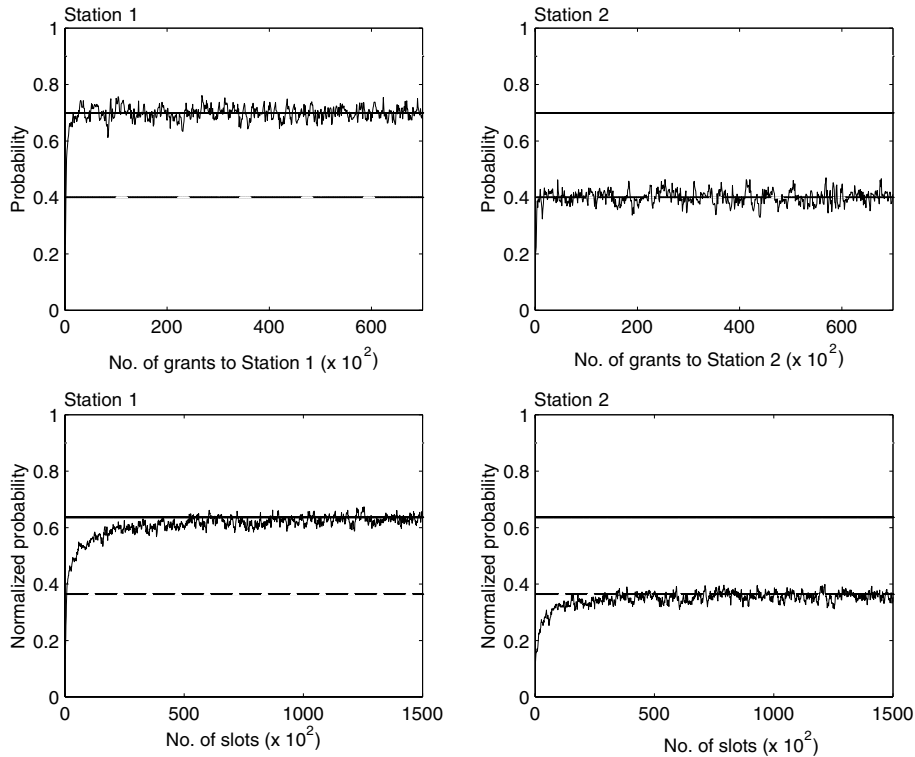 Station 1
1
0.8
0.6
0.4
0.2
0
Probability
0 200 400 600
No. of grants to Station 1 (x 10^2)
Station 2
1
0.8
0.6
0.4
0.2
0
Probability
0 200 400 600
No. of grants to Station 2 (x 10^2)
Station 1
1
0.8
0.6
0.4
0.2
0
Normalized probability
0 500 1000 1500
No. of slots (x 10^2)
Station 2
1
0.8
0.6
0.4
0.2
0
Normalized probability
0 500 1000 1500
No. of slots (x 10^2)